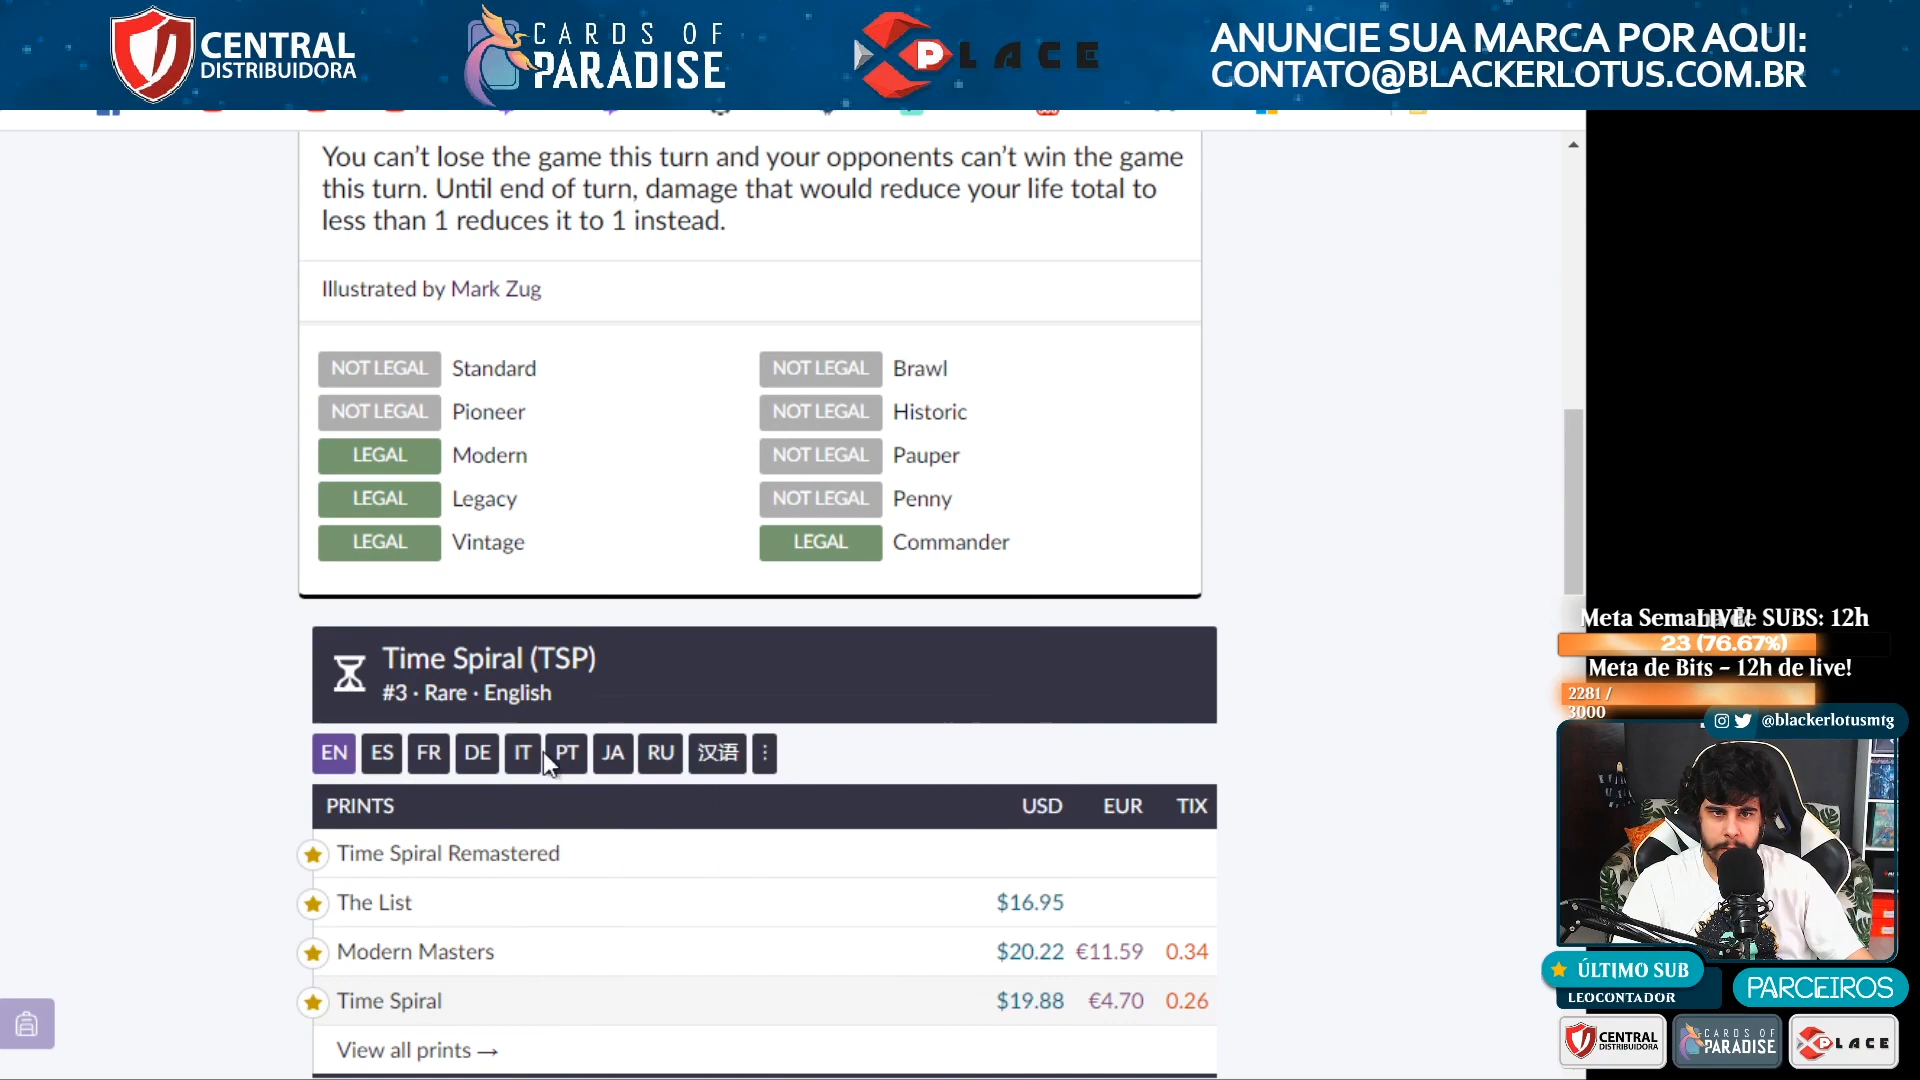 CENTRAL
DISTRIBUIDORA
CARDS OF
PARADISE
XPLACE
ANUNCIE SUA MARCA POR AQUI:
CONTATO@BLACKERLOTUS.COM.BR
You can’t lose the game this turn and your opponents can’t win the game
this turn. Until end of turn, damage that would reduce your life total to
less than 1 reduces it to 1 instead.
Illustrated by Mark Zug
NOT LEGAL Standard
NOT LEGAL Brawl
NOT LEGAL Pioneer
NOT LEGAL Historic
LEGAL Modern
NOT LEGAL Pauper
LEGAL Legacy
NOT LEGAL Penny
LEGAL Vintage
LEGAL Commander
Time Spiral (TSP)
#3 · Rare · English
EN ES FR DE IT PT JA RU 汉语
PRINTS USD EUR TIX
Time Spiral Remastered
The List $16.95
Modern Masters $20.22 €11.59 0.34
Time Spiral $19.88 €4.70 0.26
View all prints →
Meta SUBS: 12h
LIVE!
23 (76.67%)
Meta de Bits – 12h de live!
2281 /
3000
@blackerlotusmtg
ÚLTIMO SUB
LEOCONTADOR
PARCEIROS
CENTRAL
DISTRIBUIDORA
CARDS OF
PARADISE
XPLACE